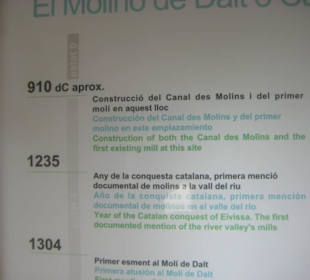 El Molino de Dalt o Ca
910 dC aprox.
Construcció del Canal des Molins i del primer
molí en aquest lloc
Construcción del Canal des Molins y del primer
molino en este emplazamiento
Construction of both the Canal des Molins and the
first existing mill at this site
1235
Any de la conquesta catalana, primera menció
documental de molins a la vall del riu
Año de la conquista catalana, primera mención
documental de molinos en el valle del río
Year of the Catalan conquest of Eivissa. The first
documented mention of the river valley's mills
1304
Primer esment al Molí de Dalt
Primera alusión al Molí de Dalt